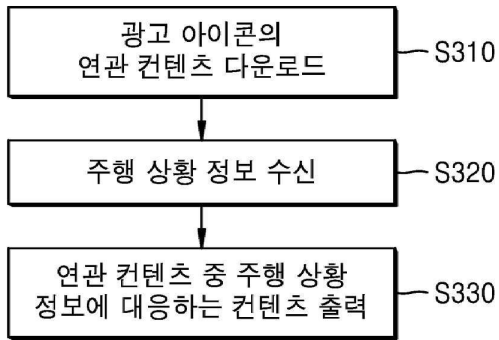 광고 아이콘의
연관 컨텐츠 다운로드
S310
주행 상황 정보 수신
S320
연관 컨텐츠 중 주행 상황
정보에 대응하는 컨텐츠 출력
S330